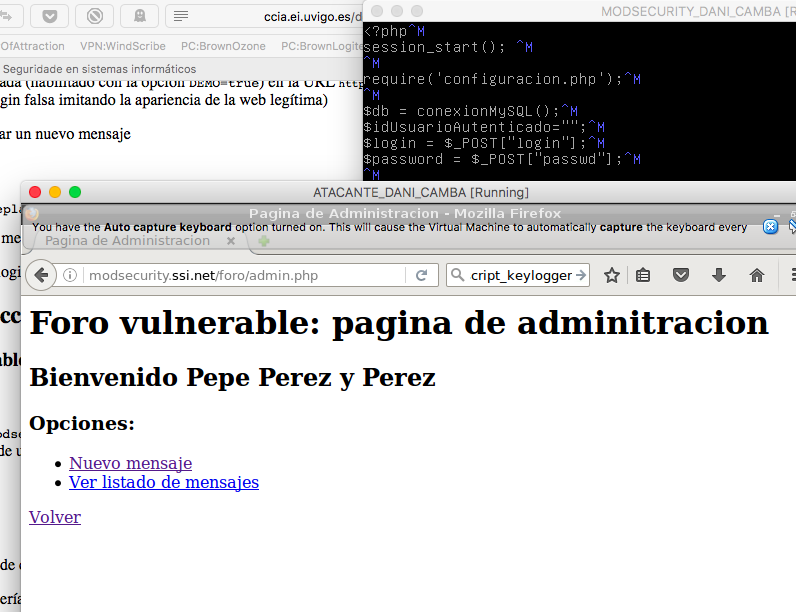 ccia.ei.uvigo.es/d
OfAttraction VPN:WindScribe PC:BrownOzone PC:BrownLogite
Seguridade en sistemas informáticos
(habilitado con la opción DEMO=true) en la URL
gin falsa imitando la apariencia de la web legítima)
ar un nuevo mensaje
MODSECURITY_DANI_CAMBA [R
<?php^M
session_start(); ^M
^M
require('configuracion.php');^M
^M
$db = conexionMySQL();^M
$idUsuarioAutenticado="";^M
$login = $_POST["login"];^M
$password = $_POST["passwd"];^M
^M
ATACANTE_DANI_CAMBA [Running]
Pagina de Administracion - Mozilla Firefox
You have the Auto capture keyboard option turned on. This will cause the Virtual Machine to automatically capture the keyboard every
Pagina de Administracion
modsecurity.ssi.net/foro/admin.php
cript_keylogger
Foro vulnerable: pagina de adminitracion
Bienvenido Pepe Perez y Perez
Opciones:
Nuevo mensaje
Ver listado de mensajes
Volver